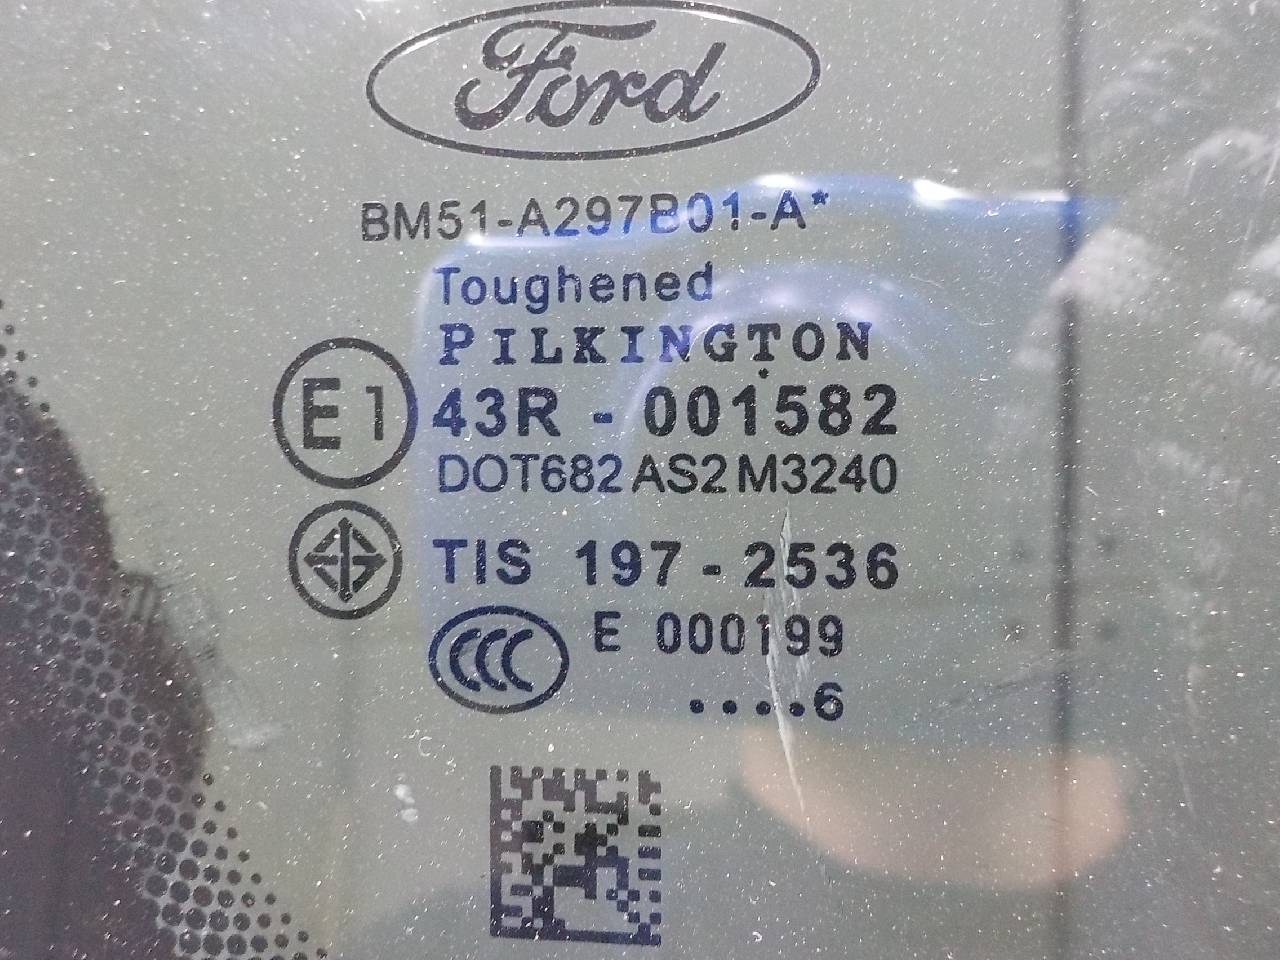 Ford
BM51-A297B01-A*
Toughened
PILKINGTON
E1 43R - 001582
DOT682 AS2 M3240
TIS 197 - 2536
CCC E 000199
....6